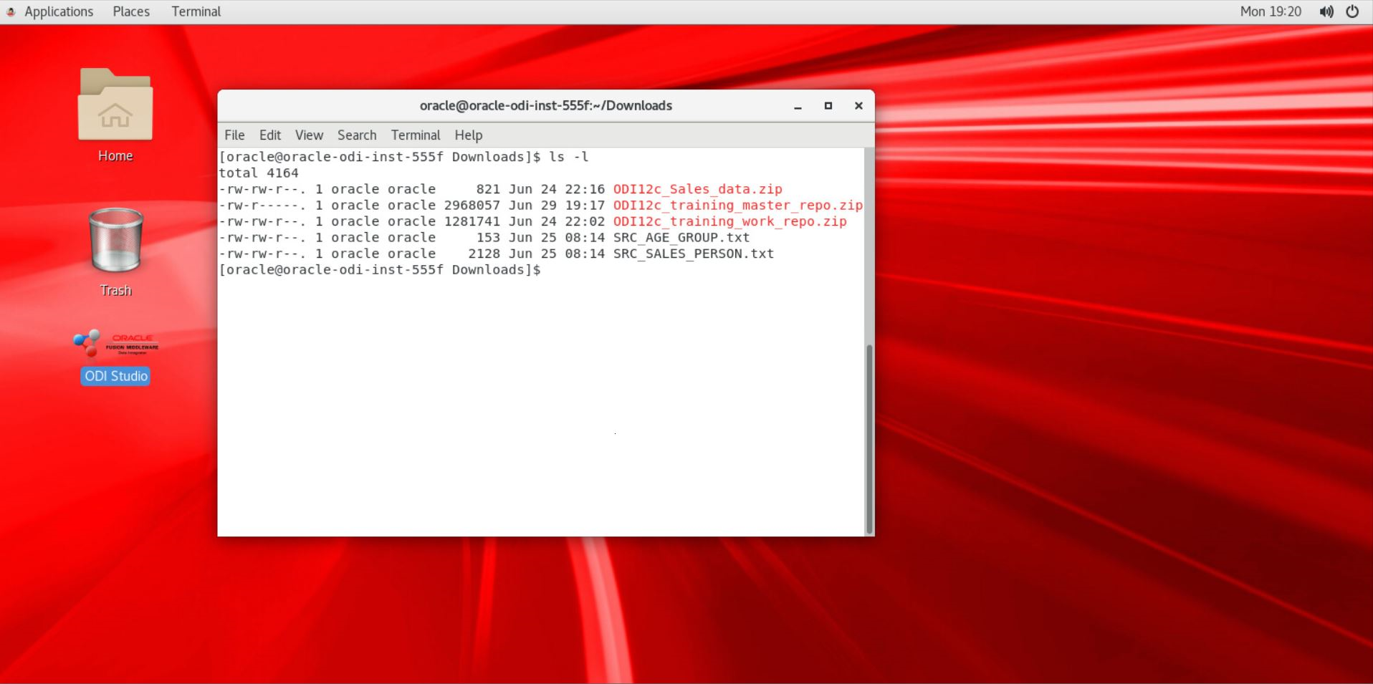 Applications Places Terminal Mon 19:20
Home
Trash
ORACLE
FUSION MIDDLEWARE
Data Integrator
ODI Studio
oracle@oracle-odi-inst-555f:~/Downloads
File Edit View Search Terminal Help
[oracle@oracle-odi-inst-555f Downloads]$ ls -l
total 4164
-rw-rw-r--. 1 oracle oracle     821 Jun 24 22:16 ODI12c_Sales_data.zip
-rw-r-----. 1 oracle oracle 2968057 Jun 29 19:17 ODI12c_training_master_repo.zip
-rw-rw-r--. 1 oracle oracle 1281741 Jun 24 22:02 ODI12c_training_work_repo.zip
-rw-rw-r--. 1 oracle oracle     153 Jun 25 08:14 SRC_AGE_GROUP.txt
-rw-rw-r--. 1 oracle oracle    2128 Jun 25 08:14 SRC_SALES_PERSON.txt
[oracle@oracle-odi-inst-555f Downloads]$